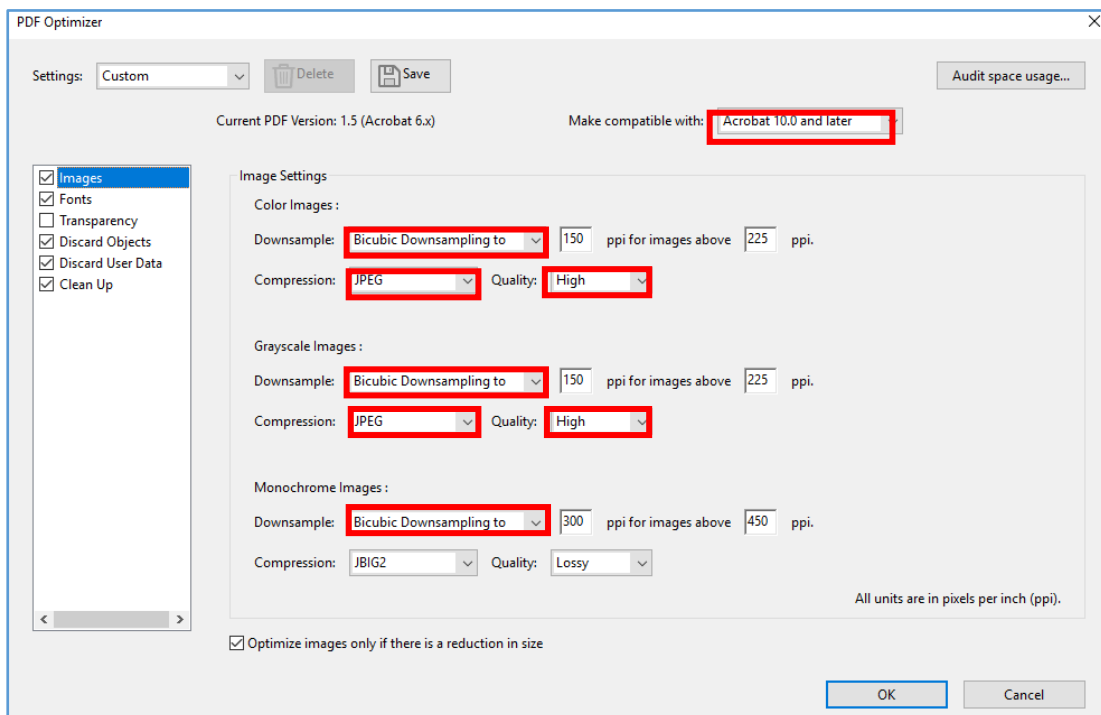 PDF Optimizer
Settings: Custom Delete Save Audit space usage...
Current PDF Version: 1.5 (Acrobat 6.x) Make compatible with: Acrobat 10.0 and later
Images
Fonts
Transparency
Discard Objects
Discard User Data
Clean Up
Image Settings
Color Images :
Downsample: Bicubic Downsampling to 150 ppi for images above 225 ppi.
Compression: JPEG Quality: High
Grayscale Images :
Downsample: Bicubic Downsampling to 150 ppi for images above 225 ppi.
Compression: JPEG Quality: High
Monochrome Images :
Downsample: Bicubic Downsampling to 300 ppi for images above 450 ppi.
Compression: JBIG2 Quality: Lossy
All units are in pixels per inch (ppi).
Optimize images only if there is a reduction in size
OK Cancel